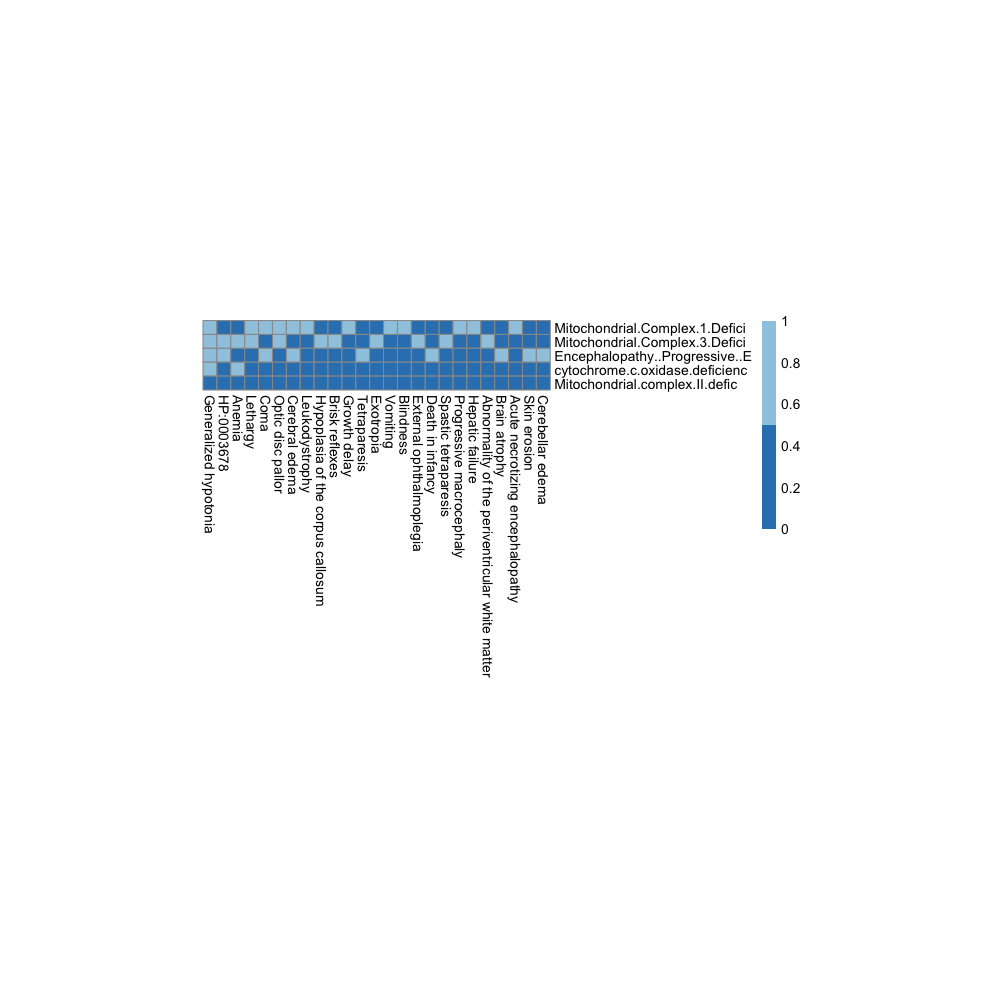 Mitochondrial.Complex.1.Defici
Mitochondrial.Complex.3.Defici
Encephalopathy..Progressive..E
cytochrome.c.oxidase.deficienc
Mitochondrial.complex.II.defic
Generalized hypotonia
HP:0003678
Anemia
Lethargy
Coma
Optic disc pallor
Cerebral edema
Leukodystrophy
Hypoplasia of the corpus callosum
Brisk reflexes
Growth delay
Tetraparesis
Exotropia
Vomiting
Blindness
External ophthalmoplegia
Death in infancy
Spastic tetraparesis
Progressive macrocephaly
Hepatic failure
Abnormality of the periventricular white matter
Brain atrophy
Acute necrotizing encephalopathy
Skin erosion
Cerebellar edema
1
0.8
0.6
0.4
0.2
0